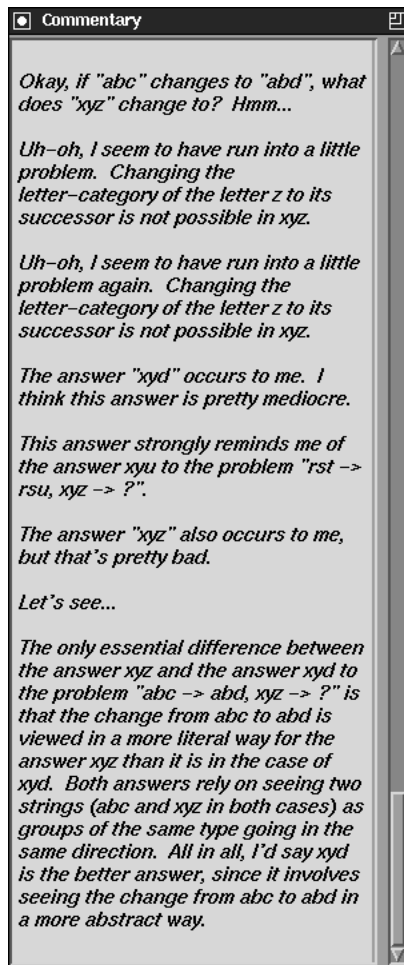 Commentary
Okay, if "abc" changes to "abd", what
does "xyz" change to? Hmm...
Uh-oh, I seem to have run into a little
problem. Changing the
letter-category of the letter z to its
successor is not possible in xyz.
Uh-oh, I seem to have run into a little
problem again. Changing the
letter-category of the letter z to its
successor is not possible in xyz.
The answer "xyd" occurs to me. I
think this answer is pretty mediocre.
This answer strongly reminds me of
the answer xyu to the problem "rst ->
rsu, xyz -> ?".
The answer "xyz" also occurs to me,
but that's pretty bad.
Let's see...
The only essential difference between
the answer xyz and the answer xyd to
the problem "abc -> abd, xyz -> ?" is
that the change from abc to abd is
viewed in a more literal way for the
answer xyz than it is in the case of
xyd. Both answers rely on seeing two
strings (abc and xyz in both cases) as
groups of the same type going in the
same direction. All in all, I'd say xyd
is the better answer, since it involves
seeing the change from abc to abd in
a more abstract way.